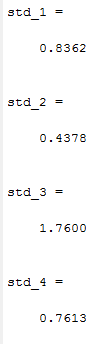 std_1 =
0.8362
std_2 =
0.4378
std_3 =
1.7600
std_4 =
0.7613